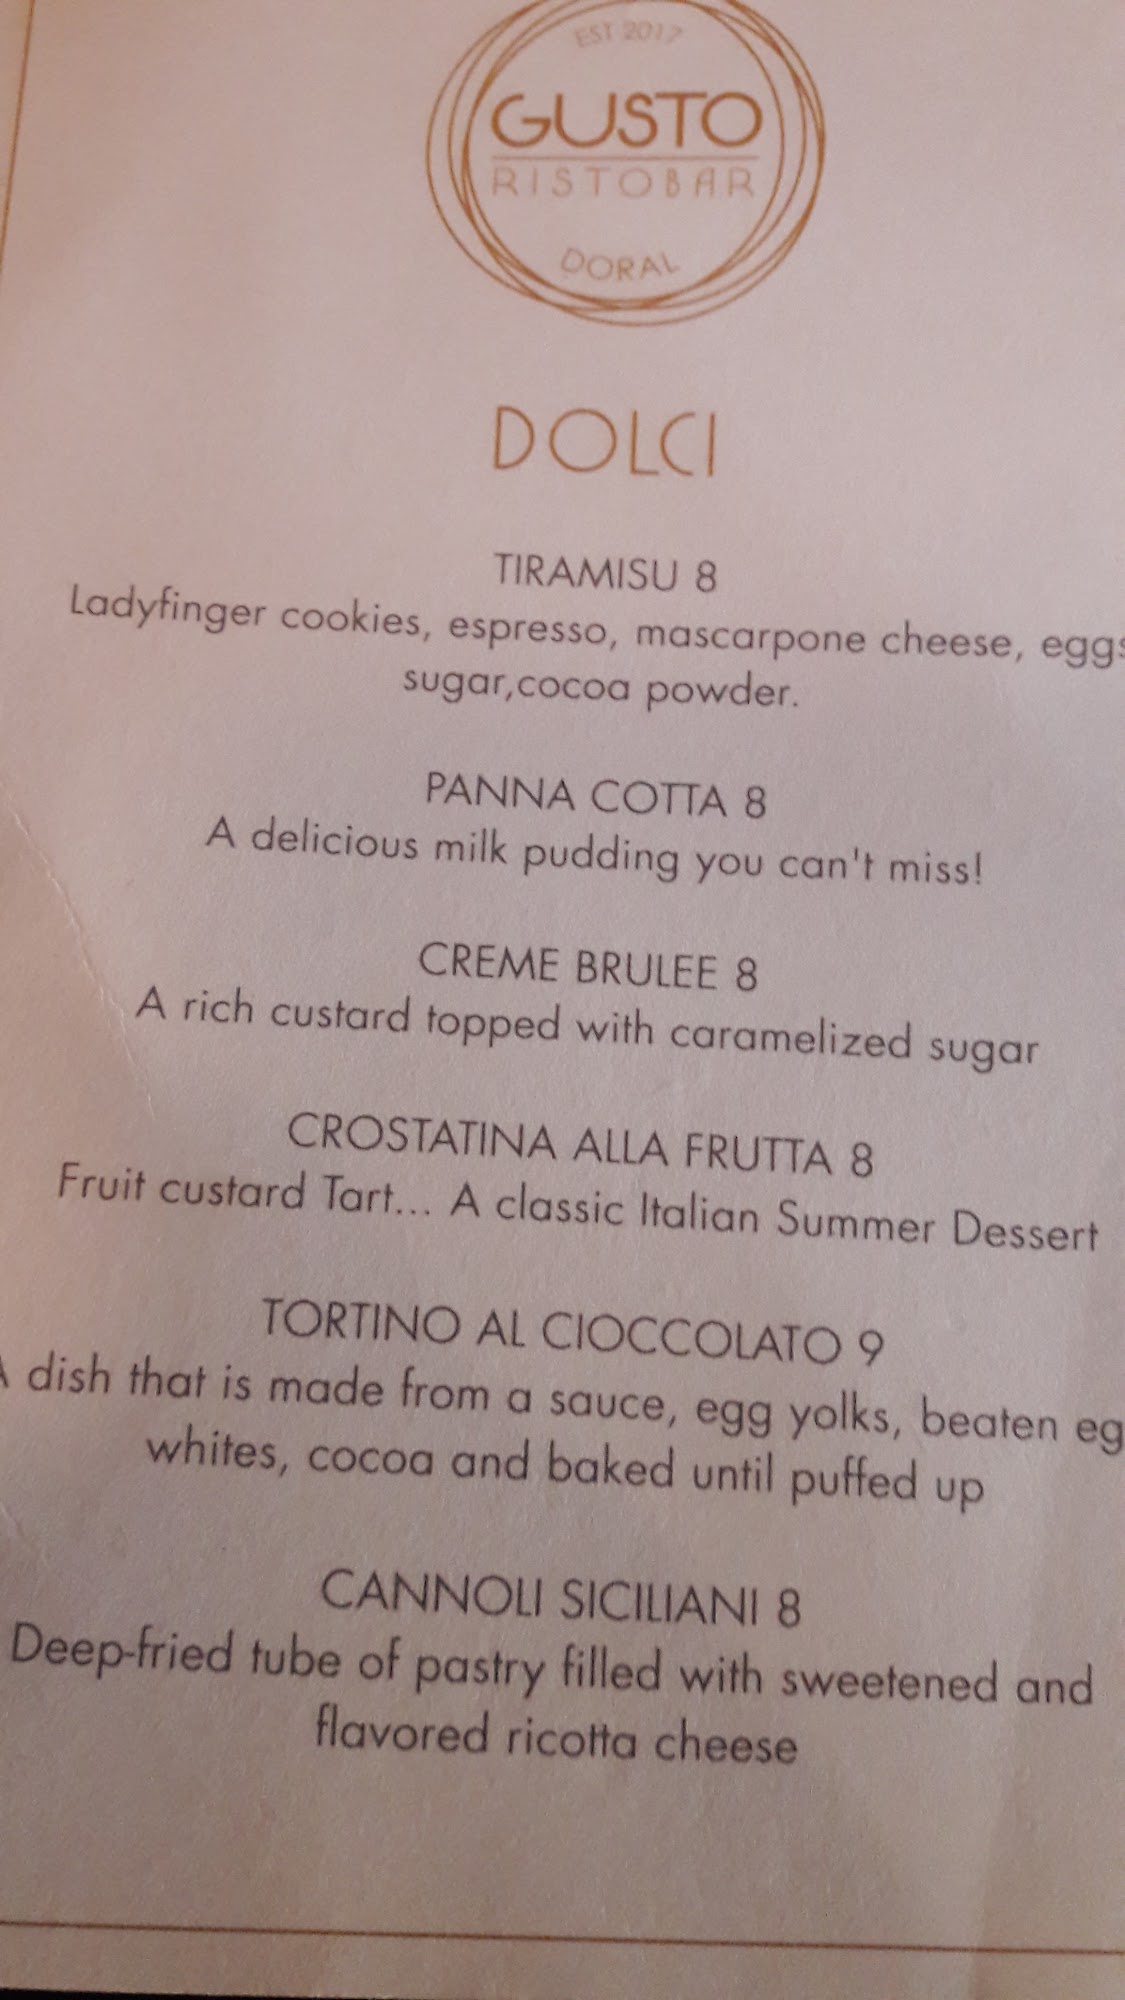 EST 2017
GUSTO
RISTOBAR
DORAL
DOLCI
TIRAMISU 8
Ladyfinger cookies, espresso, mascarpone cheese, eggs
sugar,cocoa powder.
PANNA COTTA 8
A delicious milk pudding you can't miss!
CREME BRULEE 8
A rich custard topped with caramelized sugar
CROSTATINA ALLA FRUTTA 8
Fruit custard Tart... A classic Italian Summer Dessert
TORTINO AL CIOCCOLATO 9
A dish that is made from a sauce, egg yolks, beaten eg
whites, cocoa and baked until puffed up
CANNOLI SICILIANI 8
Deep-fried tube of pastry filled with sweetened and
flavored ricotta cheese